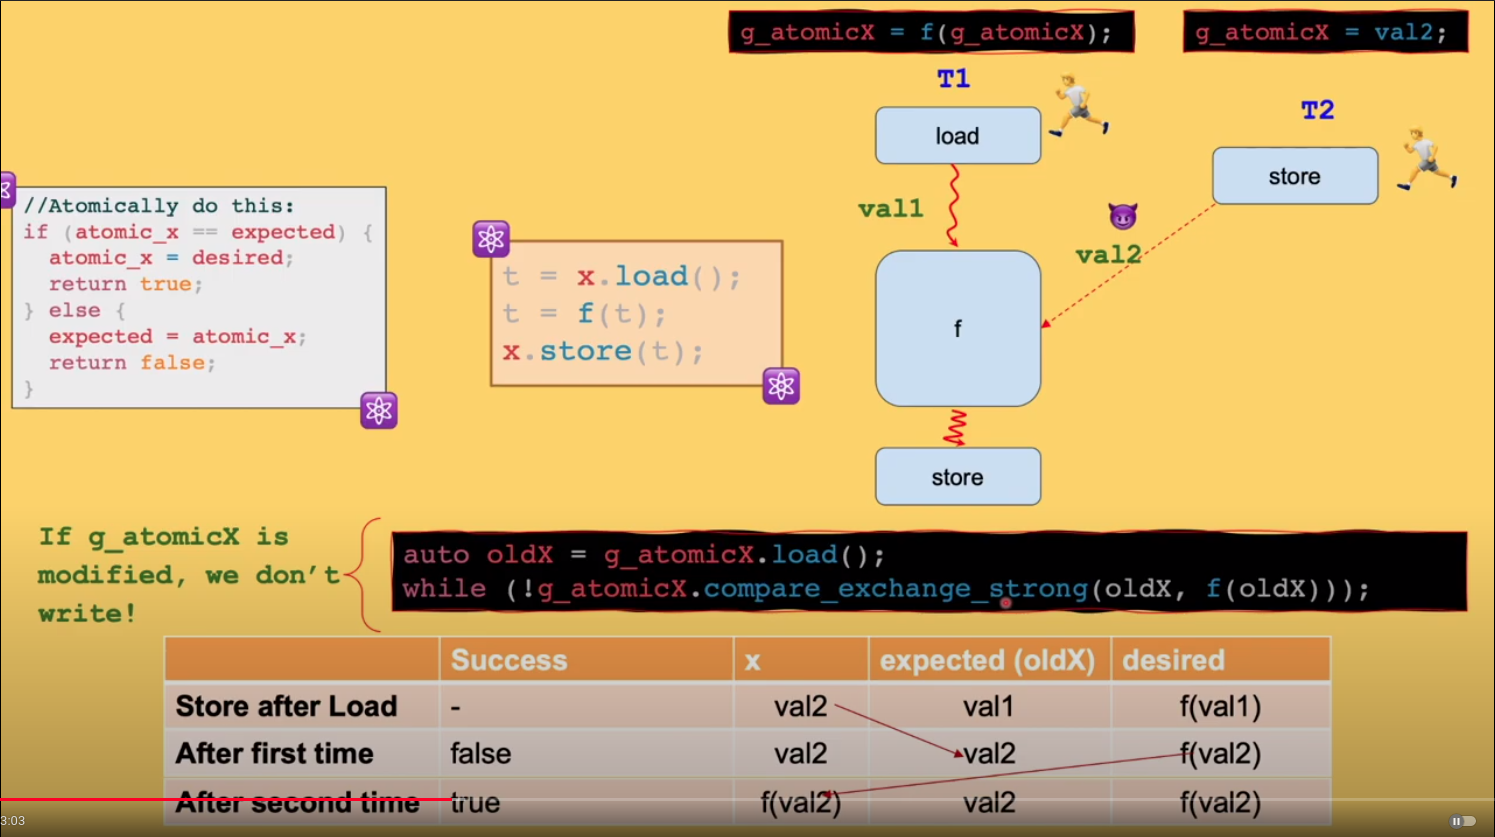 g_atomicX = f(g_atomicX);
g_atomicX = val2;
T1
T2
load
store
val1
val2
f
store
//Atomically do this:
if (atomic_x == expected) {
atomic_x = desired;
return true;
} else {
expected = atomic_x;
return false;
}
t = x.load();
t = f(t);
x.store(t);
If g_atomicX is
modified, we don't
write!
auto oldX = g_atomicX.load();
while (!g_atomicX.compare_exchange_strong(oldX, f(oldX)));
Success x expected (oldX) desired
Store after Load - val2 val1 f(val1)
After first time false val2 val2 f(val2)
After second time true f(val2) val2 f(val2)
3:03